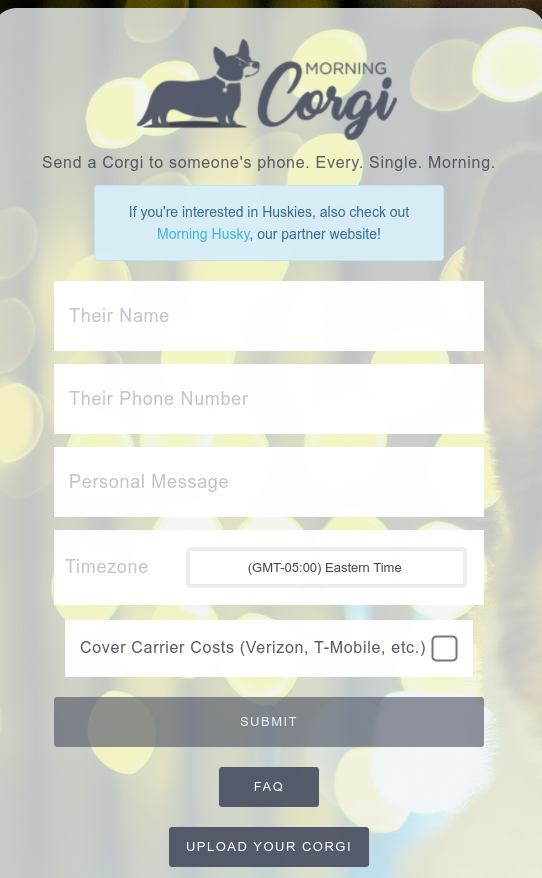 MORNING
Corgi
Send a Corgi to someone's phone. Every. Single. Morning.
If you're interested in Huskies, also check out
Morning Husky, our partner website!
Their Name
Their Phone Number
Personal Message
Timezone (GMT-05:00) Eastern Time
Cover Carrier Costs (Verizon, T-Mobile, etc.)
SUBMIT
FAQ
UPLOAD YOUR CORGI